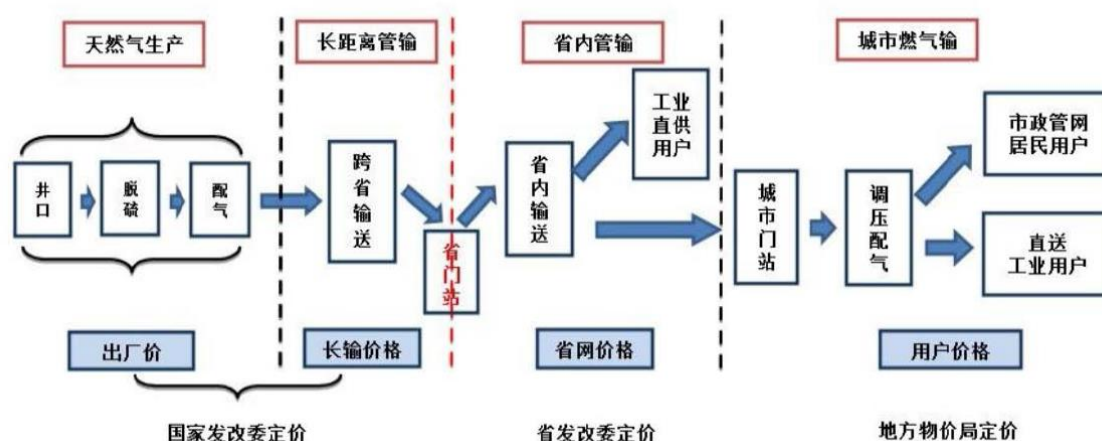 天然气生产
长距离管输
省内管输
城市燃气输
井口
脱硫
配气
跨省输送
省门站
省内输送
工业
直供
用户
城市门站
调压配气
市政管网
居民用户
直送
工业用户
出厂价
长输价格
省网价格
用户价格
国家发改委定价
省发改委定价
地方物价局定价